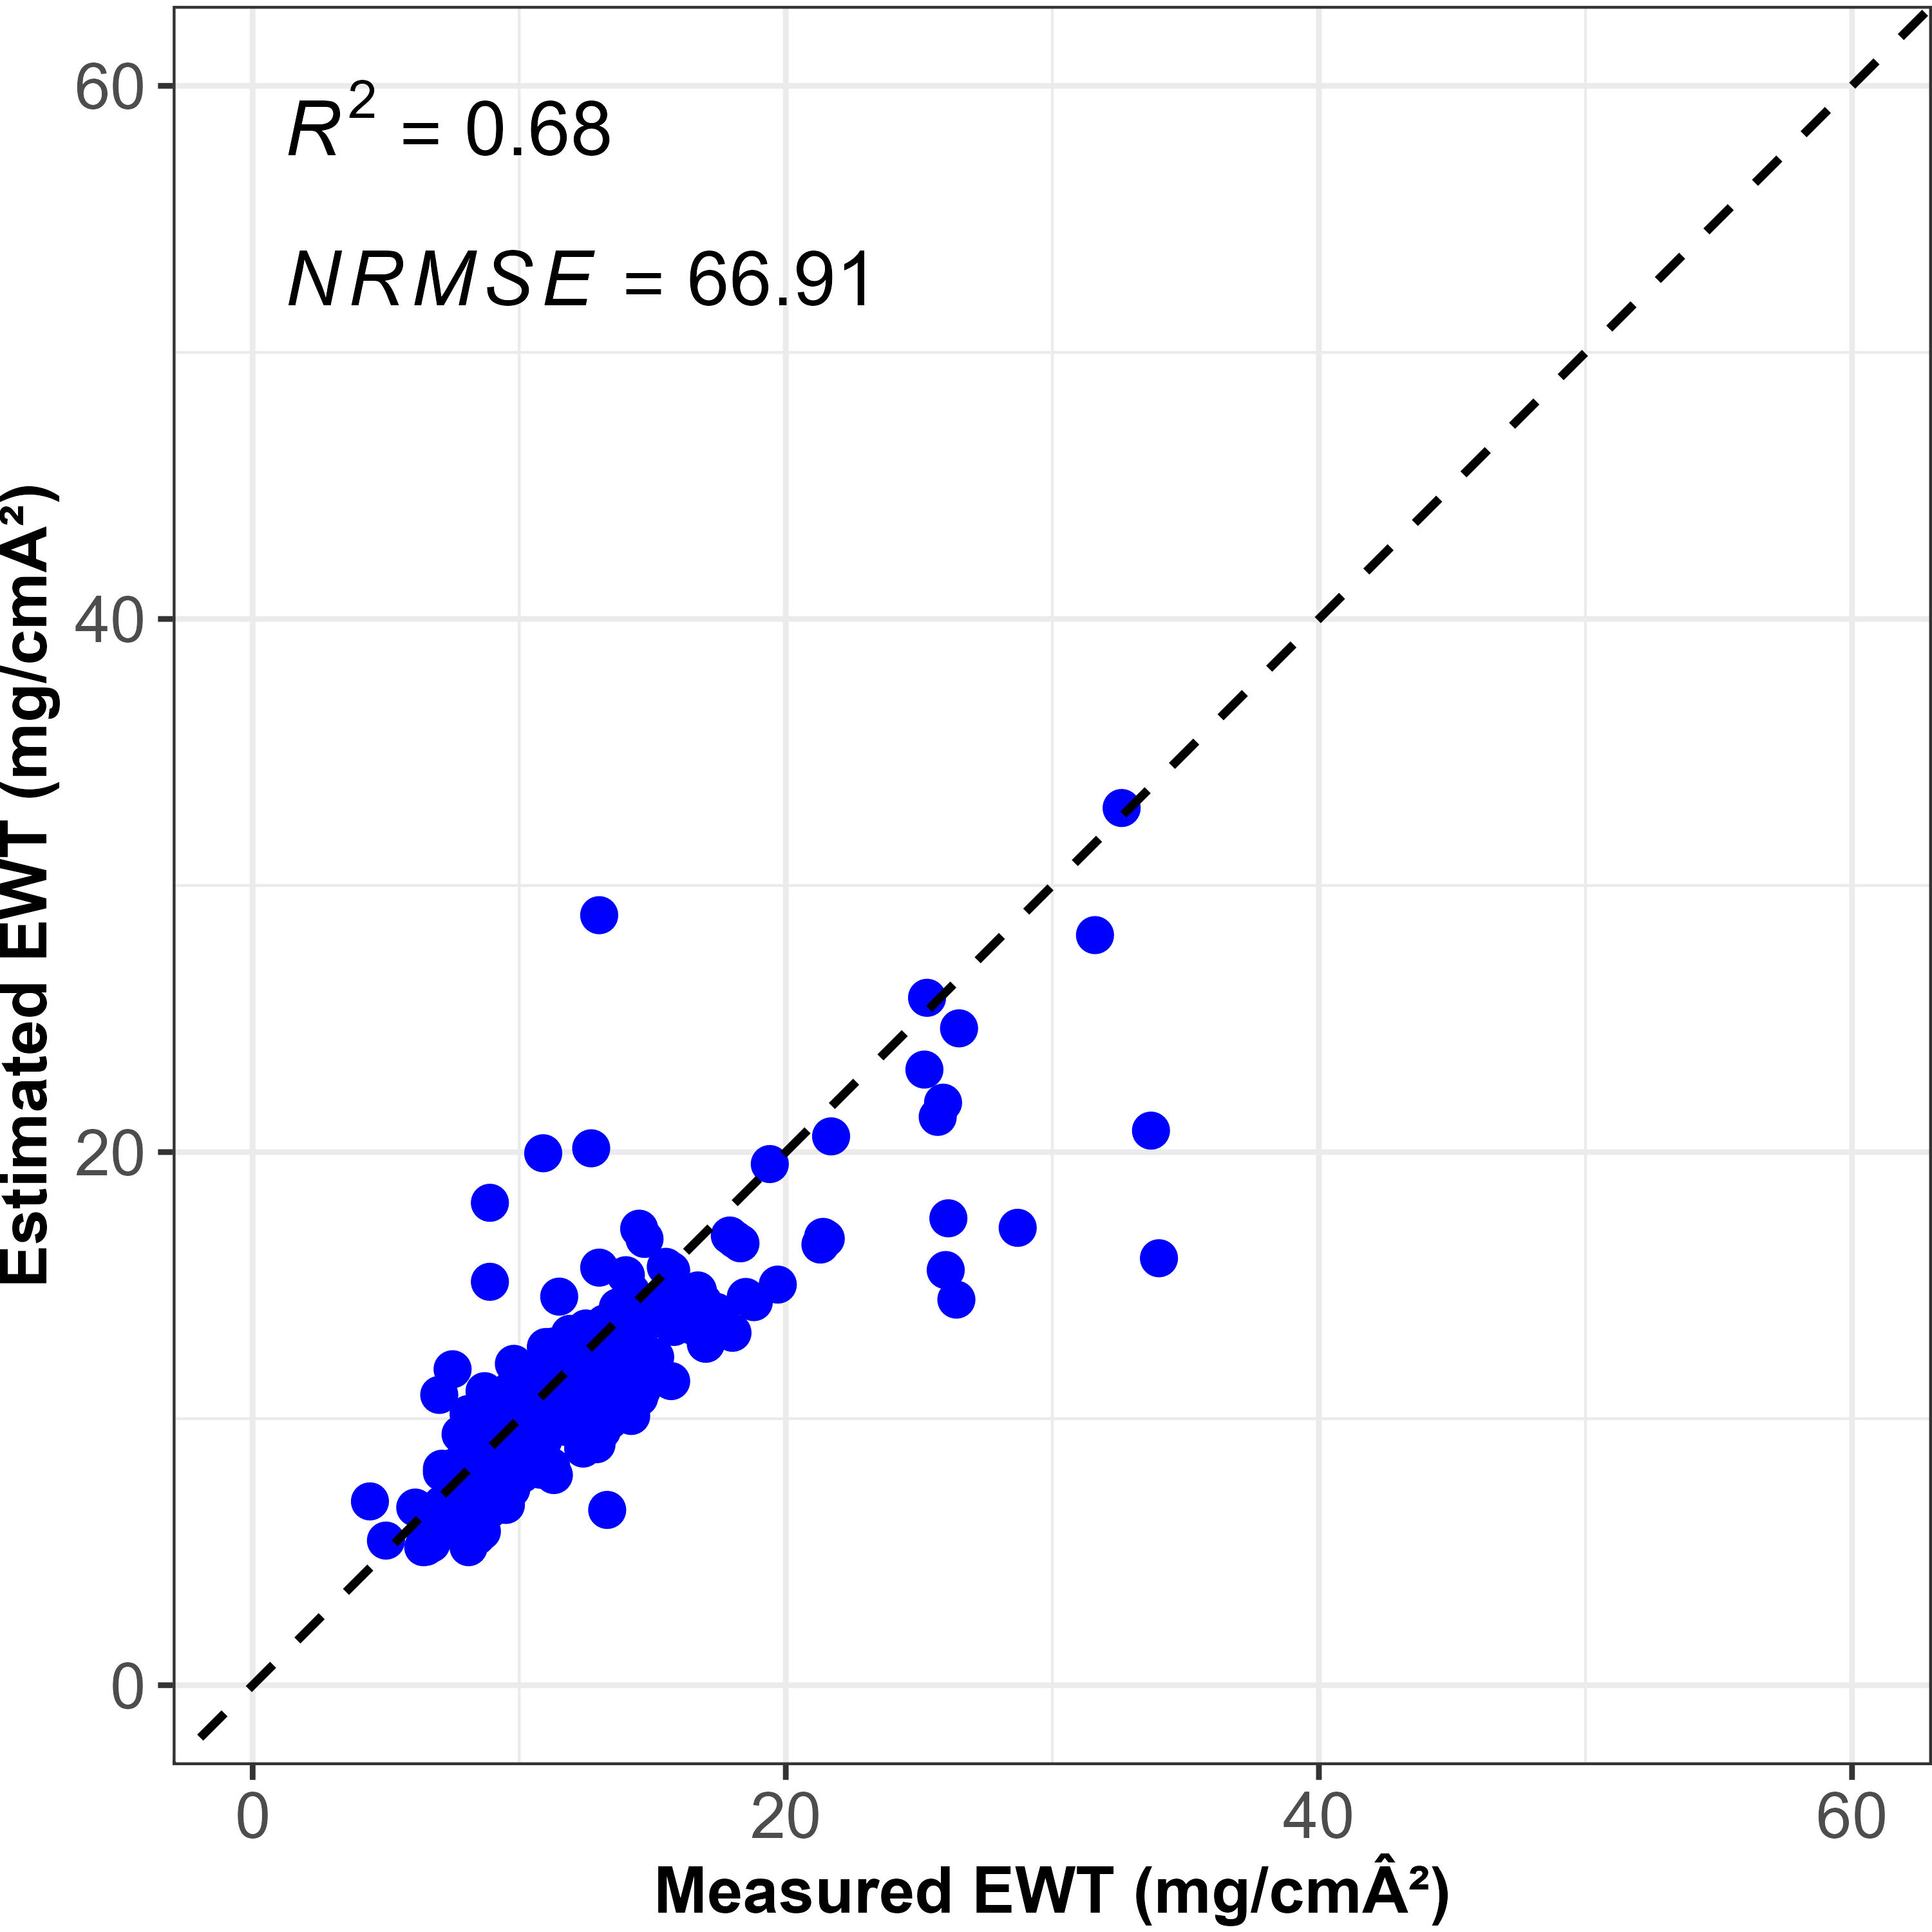 R² = 0.68
NRMSE = 66.91
60
40
20
0
Estimated EWT (mg/cmÂ²)
0 20 40 60
Measured EWT (mg/cmÂ²)